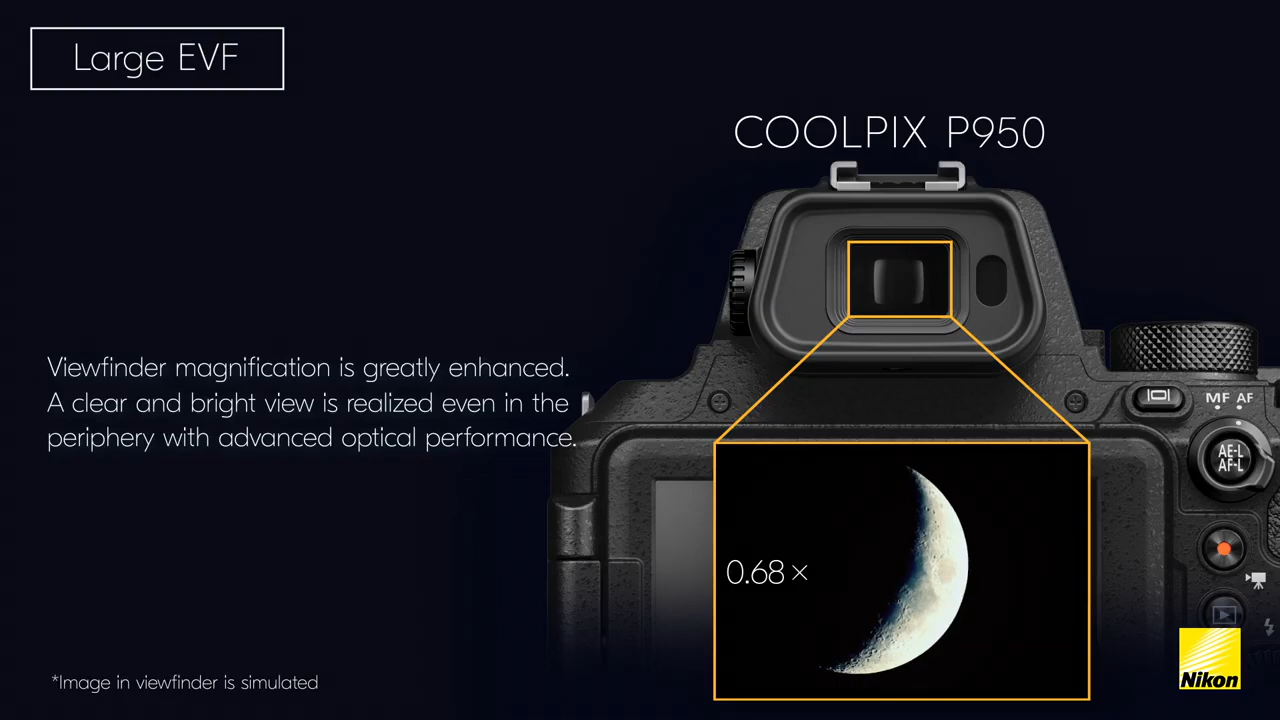 Large EVF
COOLPIX P950
Viewfinder magnification is greatly enhanced.
A clear and bright view is realized even in the
periphery with advanced optical performance.
MF AF
AE-L
AF-L
0.68×
*Image in viewfinder is simulated
Nikon